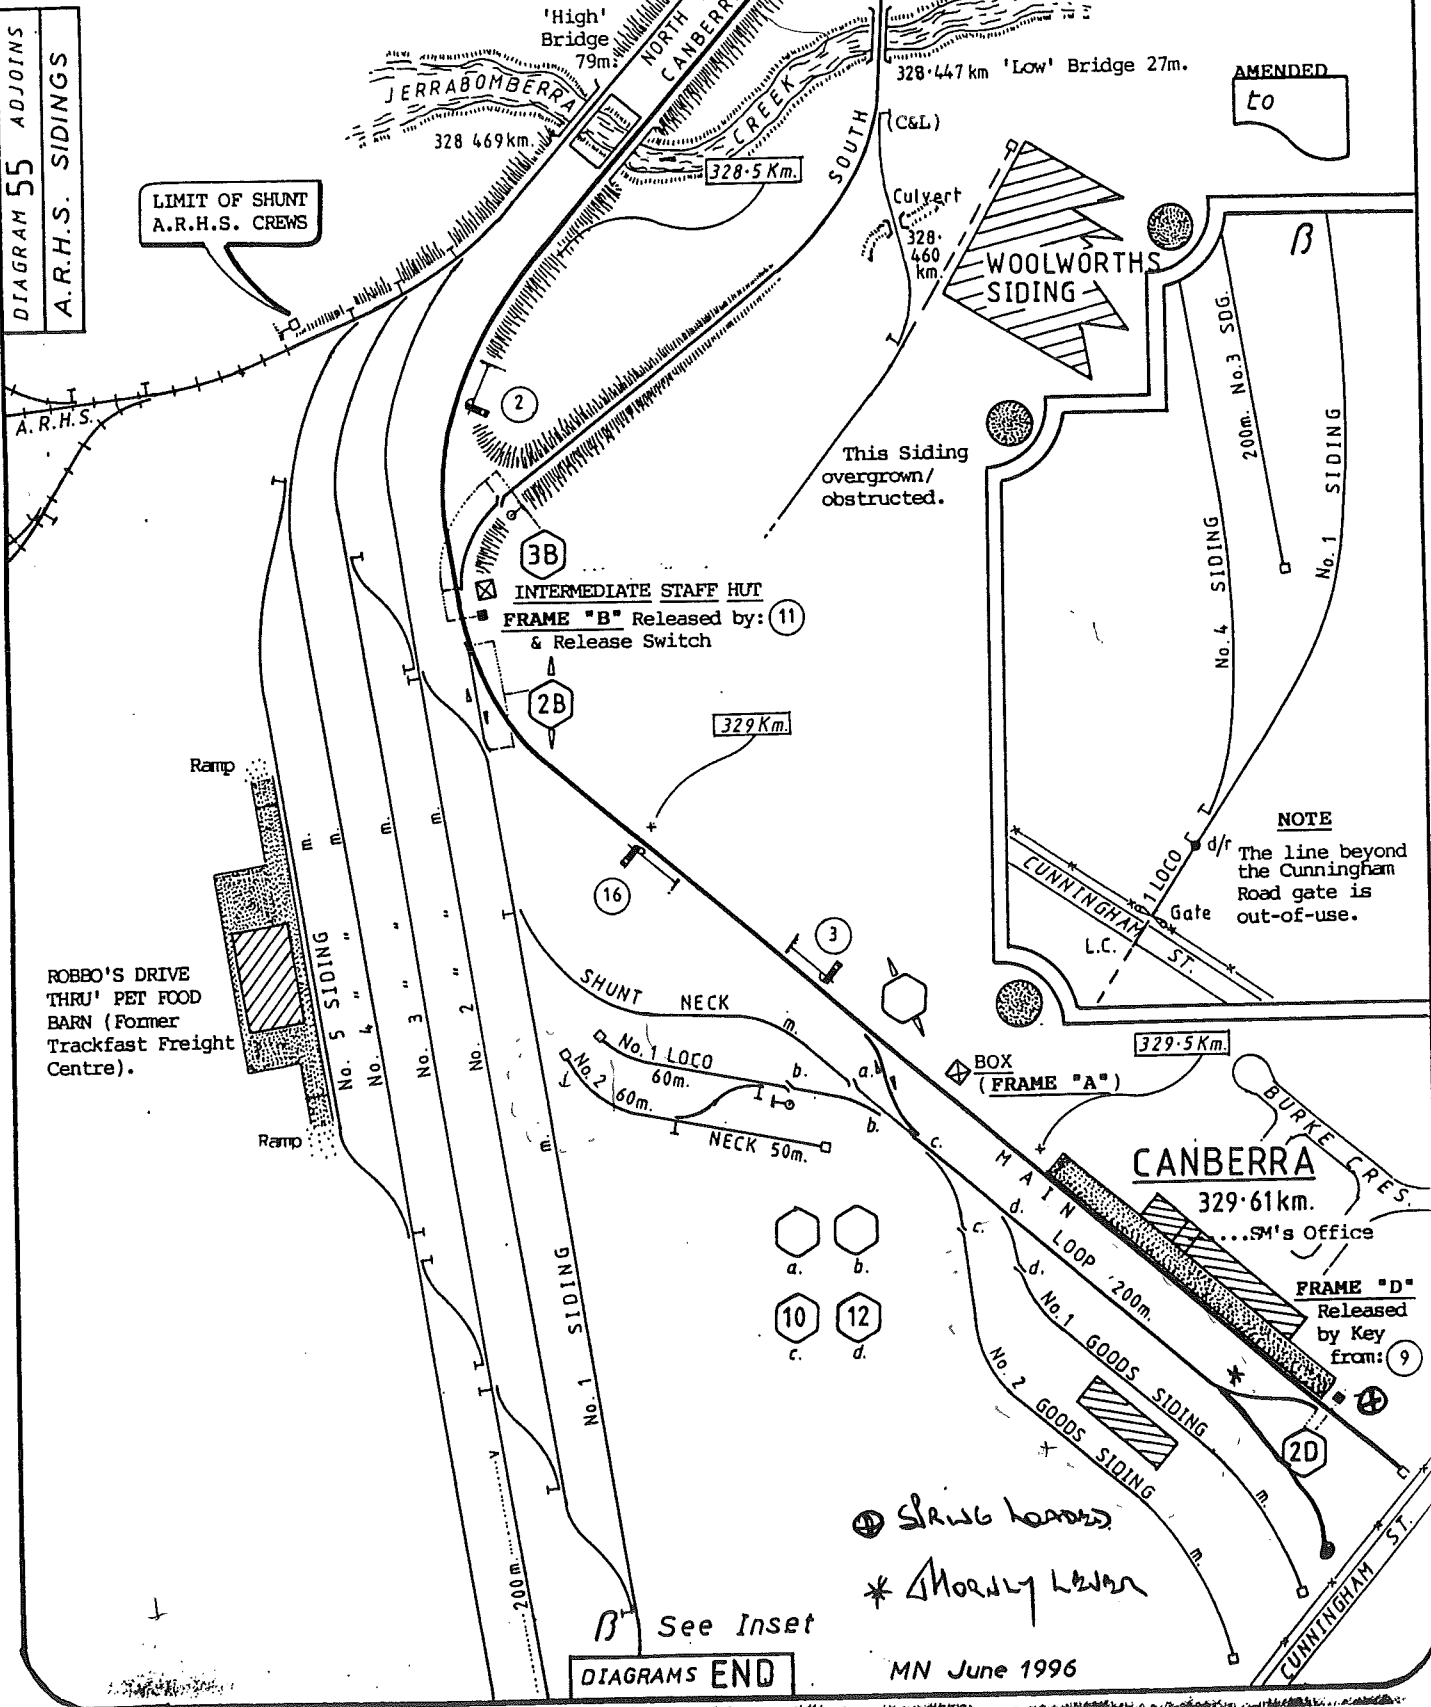 DIAGRAM 55 ADJOINS
A.R.H.S. SIDINGS
'High'
Bridge
79m.
NORTH
CANBERR
JERRABOMBERRA
CREEK
328 469km.
328·5 Km.
SOUTH
328·447 km 'Low' Bridge 27m.
(C&L)
AMENDED
to
LIMIT OF SHUNT
A.R.H.S. CREWS
Culvert
328·
460
km.
WOOLWORTHS
SIDING
A.R.H.S.
2
This Siding
overgrown/
obstructed.
3B
INTERMEDIATE STAFF HUT
FRAME "B" Released by: 11
& Release Switch
2B
329 Km.
B
200m. No.3 SDG.
No. 4 SIDING
No. 1 SIDING
NOTE
The line beyond
the Cunningham
Road gate is
out-of-use.
d/r
1 LOCO
Gate
CUNNINGHAM ST.
L.C.
Ramp
m.
m.
m.
m.
16
3
ROBBO'S DRIVE
THRU' PET FOOD
BARN (Former
Trackfast Freight
Centre).
Ramp
No. 5 SIDING
No. 4 "
No. 3 " "
No. 2 " "
m.
No. 1 SIDING
200m
SHUNT NECK
m.
No. 1 LOCO
60m.
No. 2
60m.
NECK 50m.
a.
b.
b.
c.
c.
d.
d.
BOX
(FRAME "A")
329·5 Km.
BURKE CRES.
CANBERRA
329·61km.
....SM's Office
MAIN
LOOP 200m.
FRAME "D"
Released
by Key
from: 9
a. b.
10 12
c. d.
No. 1 GOODS SIDING
m.
No. 2 GOODS SIDING
m.
2D
CUNNINGHAM ST.
SPRING LOADED
* THORNLY LEVER
B See Inset
DIAGRAMS END
MN June 1996